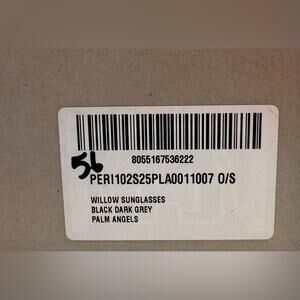 56
8055167536222
PERI102S25PLA0011007 O/S
WILLOW SUNGLASSES
BLACK DARK GREY
PALM ANGELS